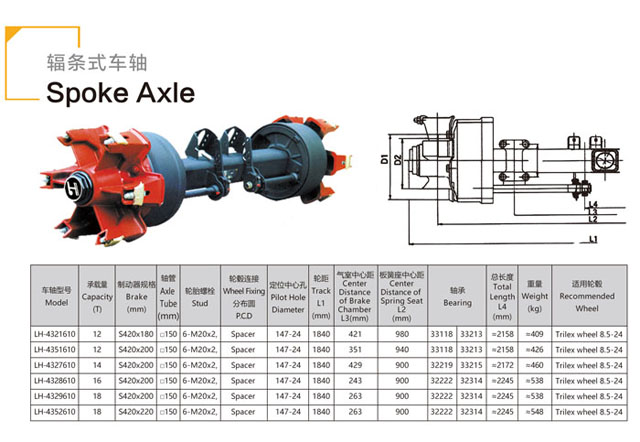 辐条式车轴
Spoke Axle
H
D1
D2
L4
L3
L2
L1
车轴型号 Model 承载量 Capacity (T) 制动器规格 Brake (mm) 轴管 Axle Tube (mm) 轮胎螺栓 Stud 轮毂连接 Wheel Fixing 分布圆 P.C.D 定位中心孔 Pilot Hole Diameter 轮距 Track L1 (mm) 气室中心距 Center Distance of Brake Chamber L3(mm) 板簧座中心距 Center Distance of Spring Seat L2 (mm) 轴承 Bearing 总长度 Total Length L4 (mm) 重量 Weight (kg) 适用轮毂 Recommended Wheel
LH-4321610 12 S420x180 □150 6-M20x2, Spacer 147-24 1840 421 980 33118 33213 ≈2158 ≈409 Trilex wheel 8.5-24
LH-4351610 12 S420x200 □150 6-M20x2, Spacer 147-24 1840 351 940 33118 33213 ≈2158 ≈426 Trilex wheel 8.5-24
LH-4327610 14 S420x200 □150 6-M20x2, Spacer 147-24 1840 429 900 32219 32215 ≈2172 ≈460 Trilex wheel 8.5-24
LH-4328610 16 S420x200 □150 6-M20x2, Spacer 147-24 1840 243 900 32222 32314 ≈2245 ≈538 Trilex wheel 8.5-24
LH-4329610 18 S420x200 □150 6-M20x2, Spacer 147-24 1840 263 900 32222 32314 ≈2245 ≈538 Trilex wheel 8.5-24
LH-4352610 18 S420x220 □150 6-M20x2, Spacer 147-24 1840 263 900 32222 32314 ≈2245 ≈548 Trilex wheel 8.5-24